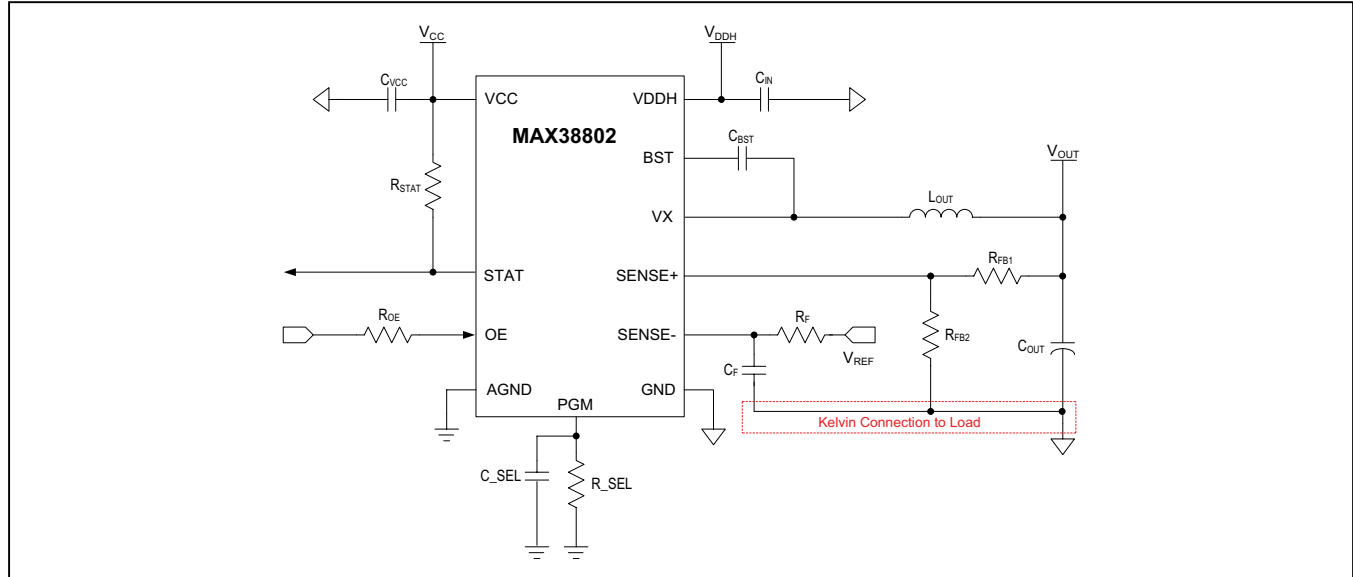 VCC
VDDH
CVCC
CIN
VCC
VDDH
MAX38802
CBST
BST
VOUT
RSTAT
LOUT
VX
RFB1
STAT
SENSE+
ROE
RF
OE
SENSE-
RFB2
VREF
COUT
CF
AGND
GND
PGM
Kelvin Connection to Load
C_SEL
R_SEL